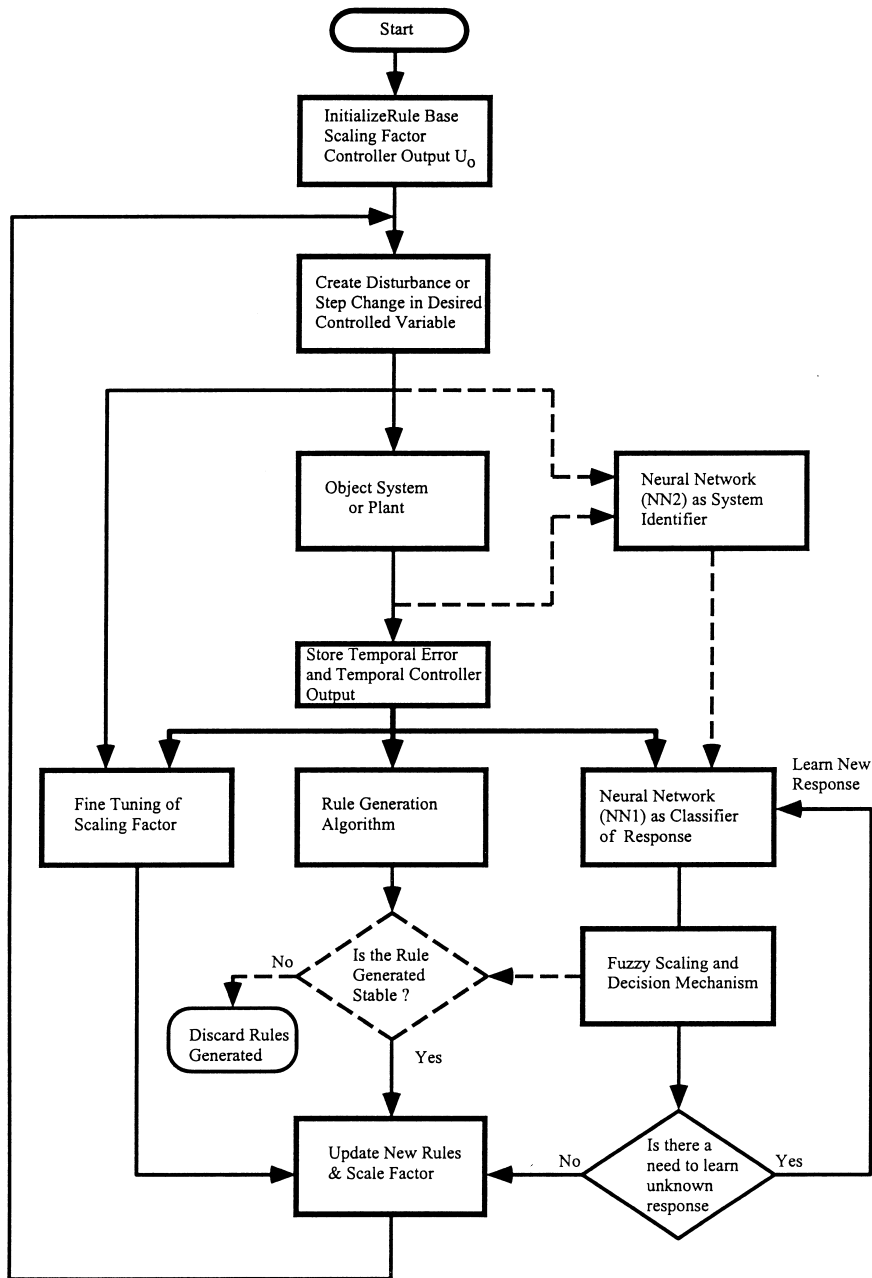 Start
InitializeRule Base
Scaling Factor
Controller Output Uo
Create Disturbance or
Step Change in Desired
Controlled Variable
Object System
or Plant
Neural Network
(NN2) as System
Identifier
Store Temporal Error
and Temporal Controller
Output
Learn New
Response
Fine Tuning of
Scaling Factor
Rule Generation
Algorithm
Neural Network
(NN1) as Classifier
of Response
No
Is the Rule
Generated
Stable ?
Fuzzy Scaling and
Decision Mechanism
Discard Rules
Generated
Yes
Update New Rules
& Scale Factor
No
Is there a
need to learn
unknown
response
Yes